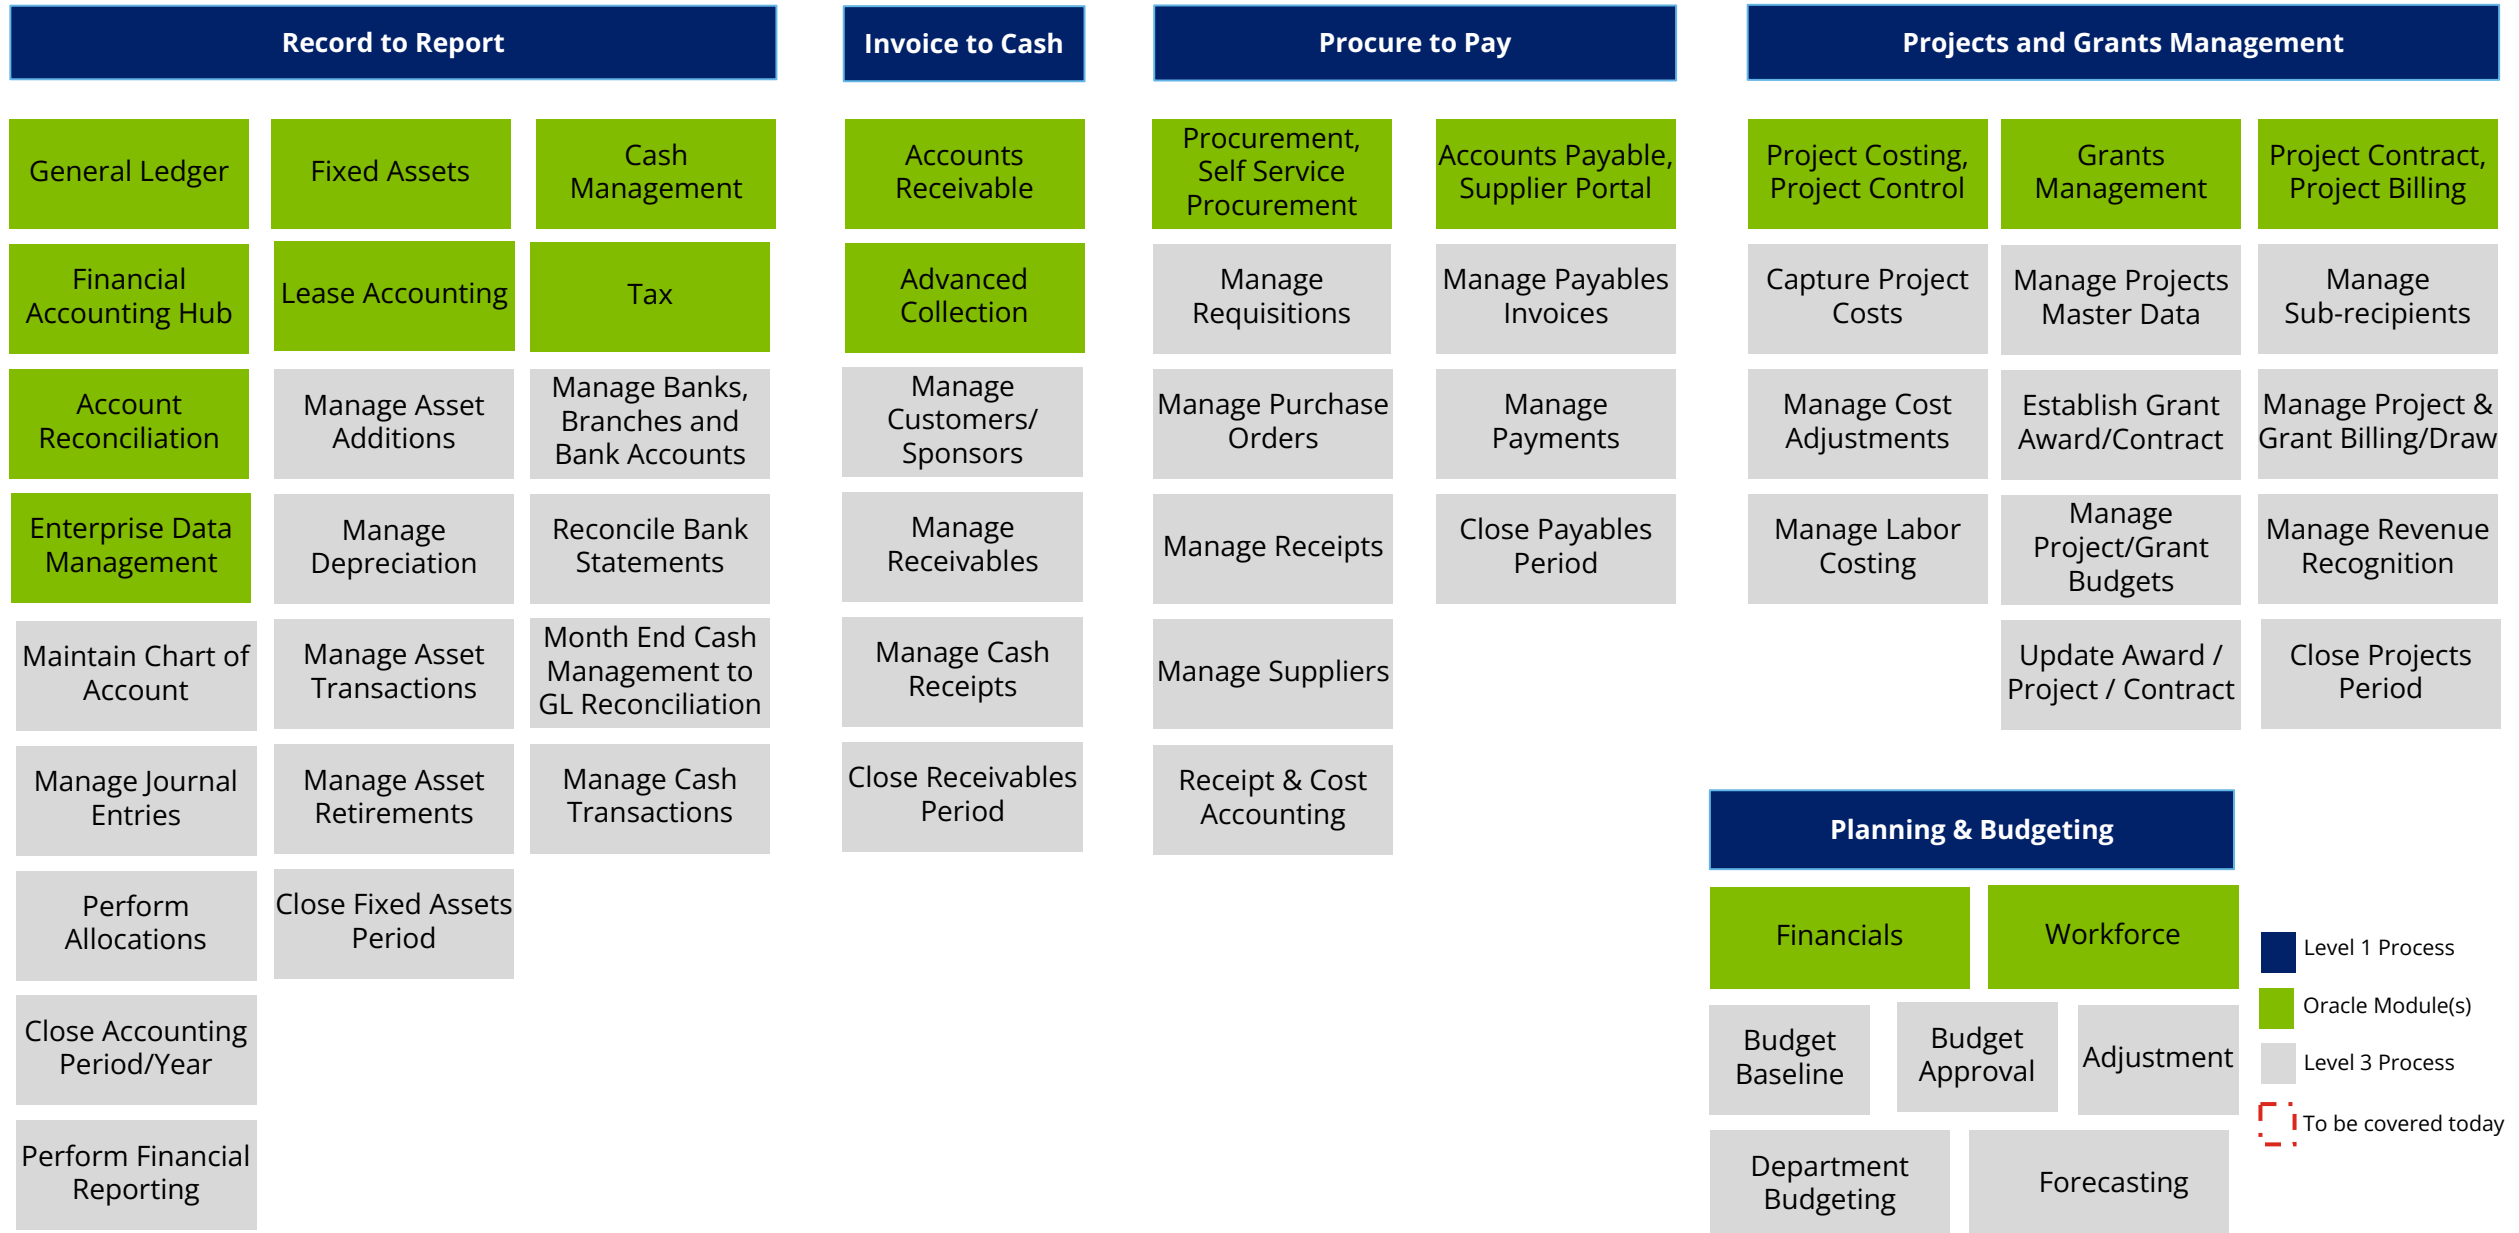 Record to Report
General Ledger
Fixed Assets
Cash
Management
Financial
Accounting Hub
Lease Accounting
Tax
Account
Reconciliation
Manage Asset
Additions
Manage Banks,
Branches and
Bank Accounts
Enterprise Data
Management
Manage
Depreciation
Reconcile Bank
Statements
Maintain Chart of
Account
Manage Asset
Transactions
Month End Cash
Management to
GL Reconciliation
Manage Journal
Entries
Manage Asset
Retirements
Manage Cash
Transactions
Perform
Allocations
Close Fixed Assets
Period
Close Accounting
Period/Year
Perform Financial
Reporting
Invoice to Cash
Accounts
Receivable
Advanced
Collection
Manage
Customers/
Sponsors
Manage
Receivables
Manage Cash
Receipts
Close Receivables
Period
Procure to Pay
Procurement,
Self Service
Procurement
Accounts Payable,
Supplier Portal
Manage
Requisitions
Manage Payables
Invoices
Manage Purchase
Orders
Manage
Payments
Manage Receipts
Close Payables
Period
Manage Suppliers
Receipt & Cost
Accounting
Projects and Grants Management
Project Costing,
Project Control
Grants
Management
Project Contract,
Project Billing
Capture Project
Costs
Manage Projects
Master Data
Manage
Sub-recipients
Manage Cost
Adjustments
Establish Grant
Award/Contract
Manage Project &
Grant Billing/Draw
Manage Labor
Costing
Manage
Project/Grant
Budgets
Manage Revenue
Recognition
Update Award /
Project / Contract
Close Projects
Period
Planning & Budgeting
Financials
Workforce
Budget
Baseline
Budget
Approval
Adjustment
Department
Budgeting
Forecasting
Level 1 Process
Oracle Module(s)
Level 3 Process
To be covered today